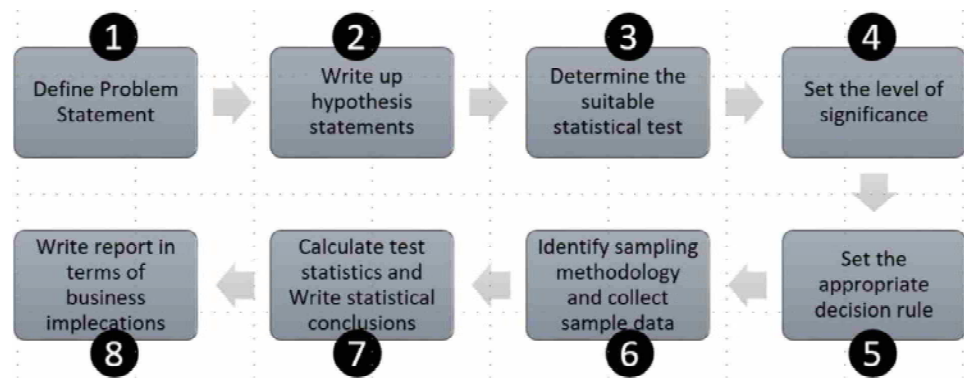 1
Define Problem
Statement
2
Write up
hypothesis
statements
3
Determine the
suitable
statistical test
4
Set the level of
significance
Set the
appropriate
decision rule
5
Identify sampling
methodology
and collect
sample data
6
Calculate test
statistics and
Write statistical
conclusions
7
Write report in
terms of
business
implecations
8